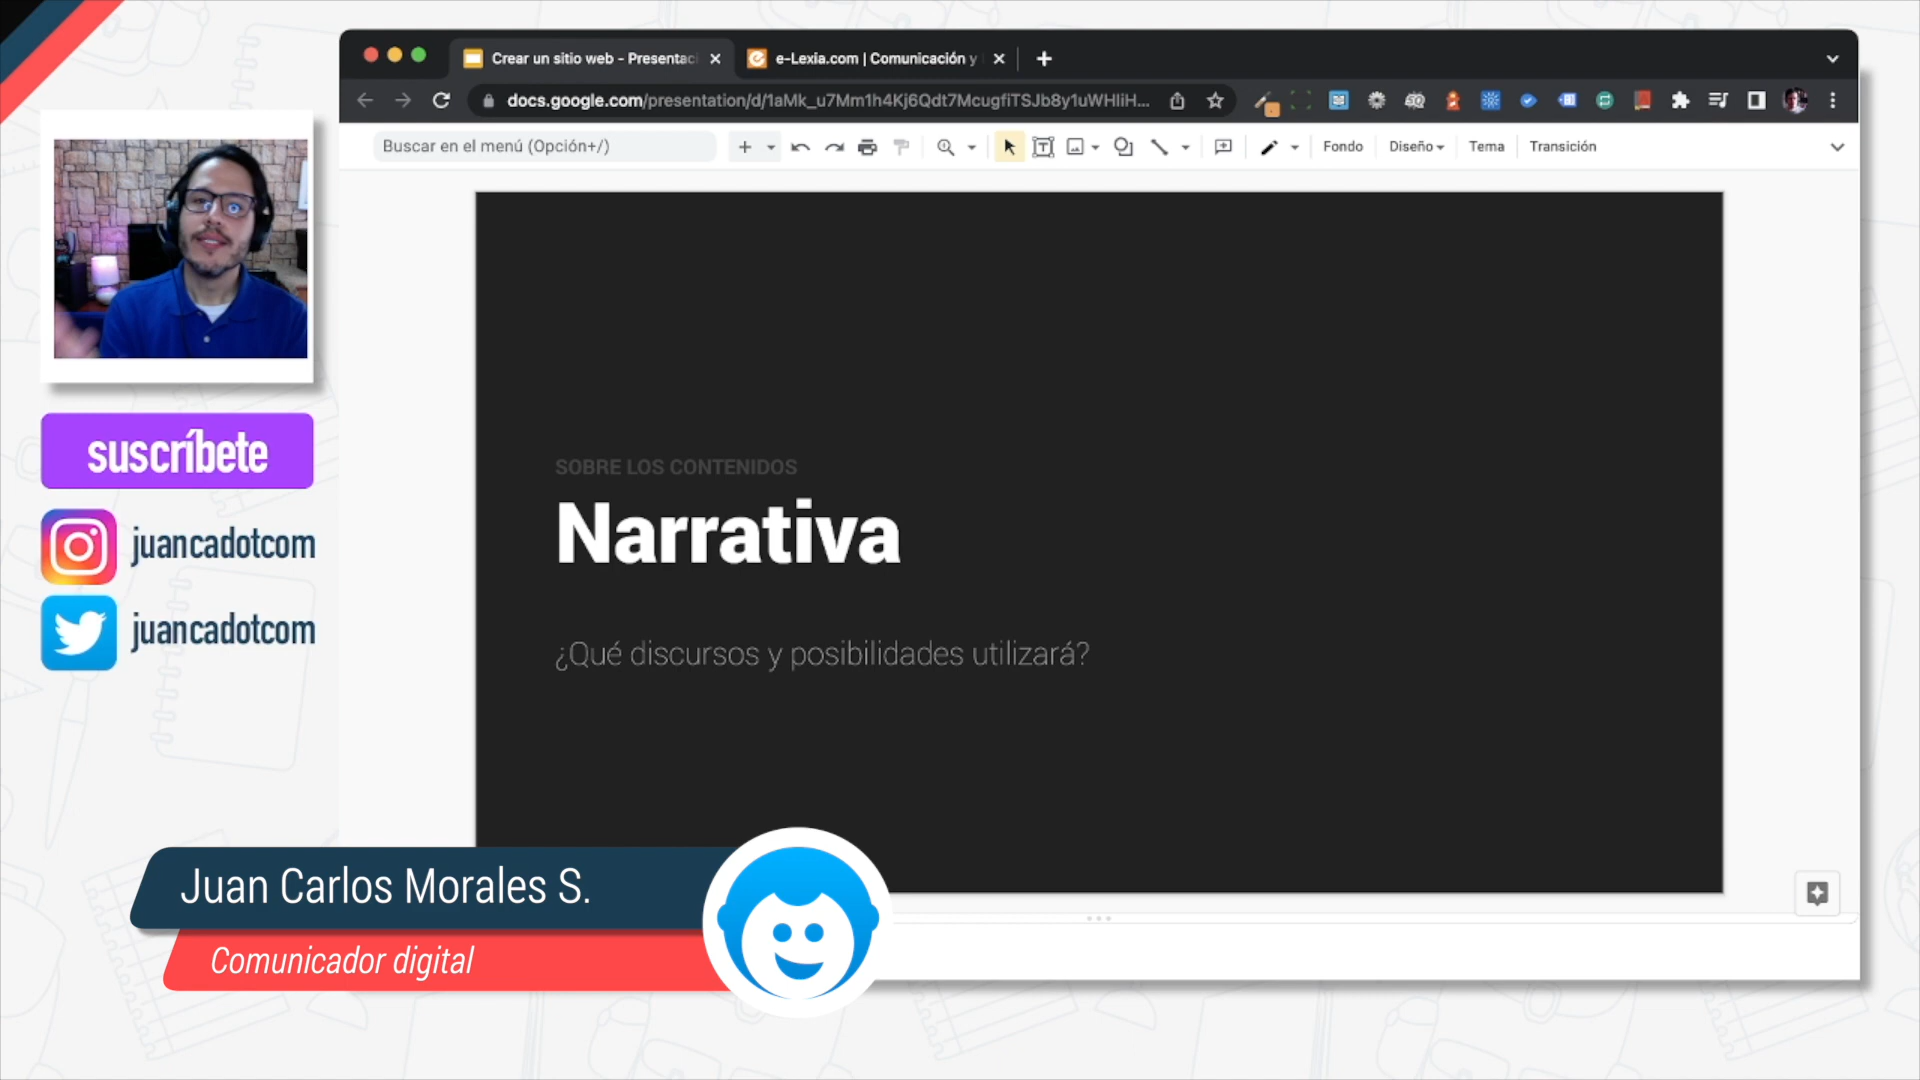 Crear un sitio web - Presentaci
e-Lexia.com | Comunicación y
docs.google.com/presentation/d/1aMk_u7Mm1h4Kj6Qdt7McugfiTSJb8y1uWHIiH...
Buscar en el menú (Opción+/)
Fondo
Diseño
Tema
Transición
suscríbete
juancadotcom
juancadotcom
SOBRE LOS CONTENIDOS
Narrativa
¿Qué discursos y posibilidades utilizará?
Juan Carlos Morales S.
Comunicador digital